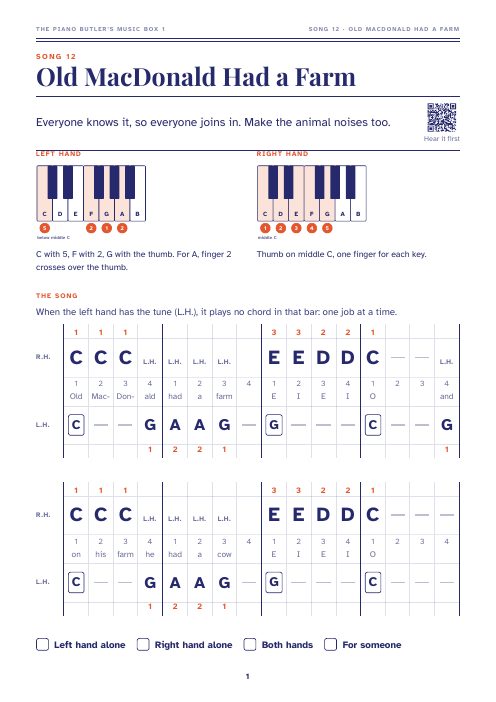 THE PIANO BUTLER'S MUSIC BOX 1 SONG 12 · OLD MACDONALD HAD A FARM
SONG 12
Old MacDonald Had a Farm
Everyone knows it, so everyone joins in. Make the animal noises too.
Hear it first
LEFT HAND RIGHT HAND
C D E F G A B C D E F G A B
5 2 1 2 1 2 3 4 5
below middle C middle C
C with 5, F with 2, G with the thumb. For A, finger 2 Thumb on middle C, one finger for each key.
crosses over the thumb.
THE SONG
When the left hand has the tune (L.H.), it plays no chord in that bar: one job at a time.
1 1 1 3 3 2 2 1
R.H. C C C L.H. L.H. L.H. L.H. E E D D C — — L.H.
1 2 3 4 1 2 3 4 1 2 3 4 1 2 3 4
Old Mac- Don- ald had a farm E I E I O and
L.H. C — — G A A G — G — — — C — — G
1 2 2 1 1
1 1 1 3 3 2 2 1
R.H. C C C L.H. L.H. L.H. L.H. E E D D C — — —
1 2 3 4 1 2 3 4 1 2 3 4 1 2 3 4
on his farm he had a cow E I E I O
L.H. C — — G A A G — G — — — C — — —
1 2 2 1
Left hand alone Right hand alone Both hands For someone
1